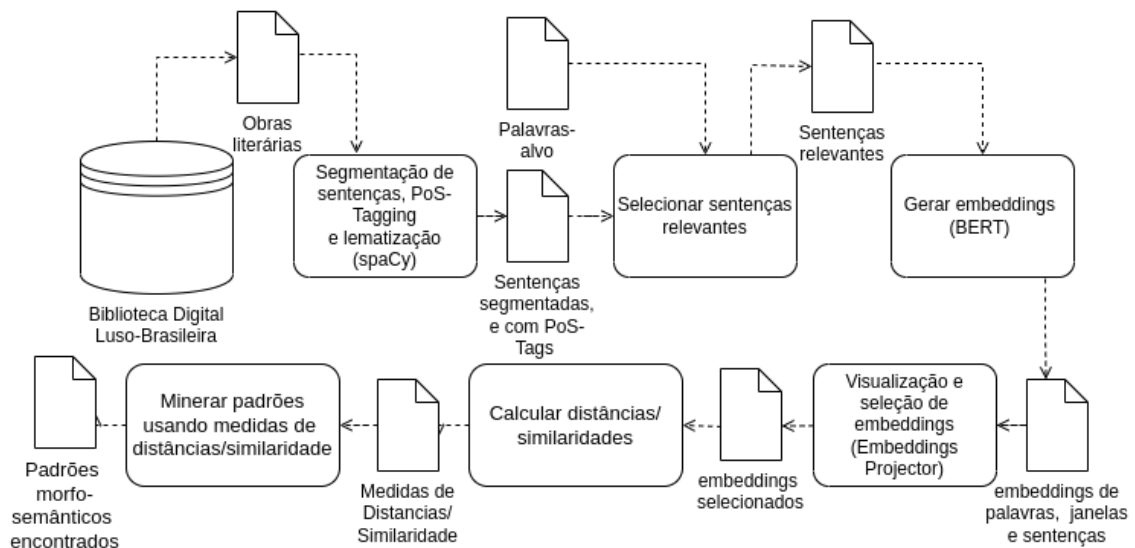 Obras
literárias
Biblioteca Digital
Luso-Brasileira
Segmentação de
sentenças, PoS-
Tagging
e lematização
(spaCy)
Sentenças
segmentadas,
e com PoS-
Tags
Palavras-
alvo
Selecionar sentenças
relevantes
Sentenças
relevantes
Gerar embeddings
(BERT)
embeddings de
palavras, janelas
e sentenças
Visualização e
seleção de
embeddings
(Embeddings
Projector)
embeddings
selecionados
Calcular distâncias/
similaridades
Medidas de
Distancias/
Similaridade
Minerar padrões
usando medidas de
distâncias/similaridade
Padrões
morfo-
semânticos
encontrados